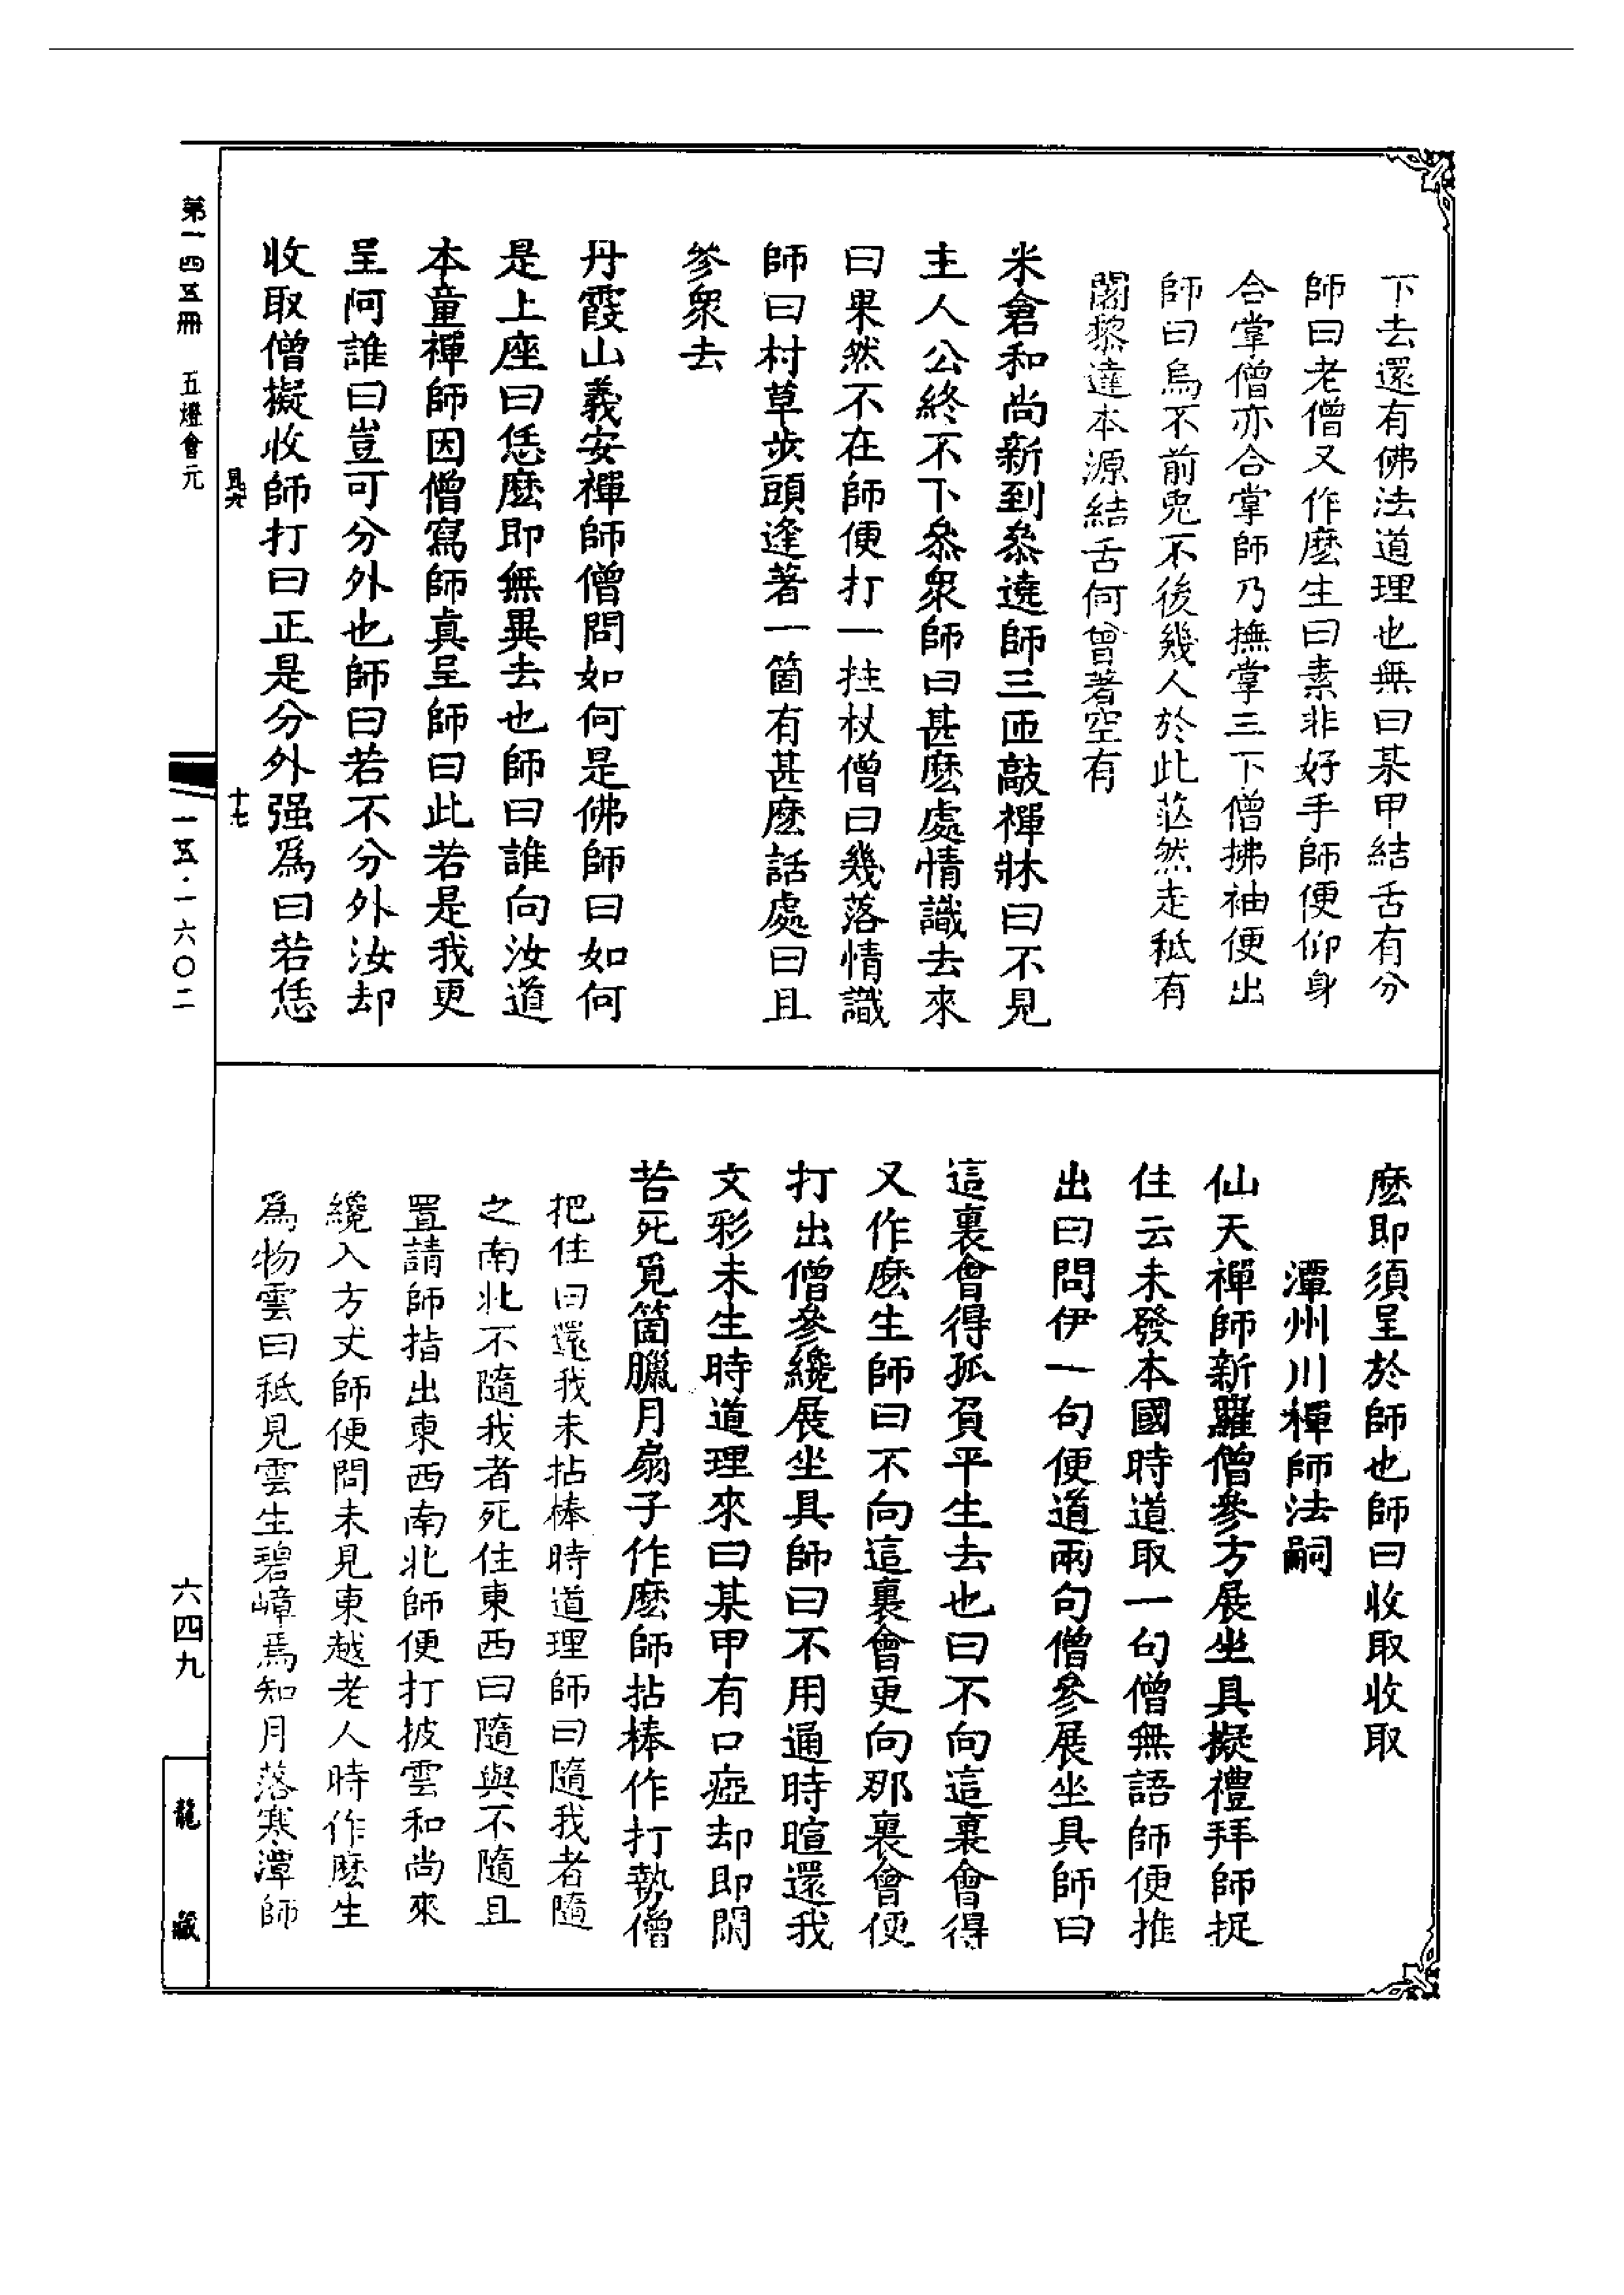 下去還有佛法道理也無曰某甲結舌有分
師曰老僧又作麽生曰素非好手師便仰身
合掌僧亦合掌師乃撫掌三下僧拂袖便出
師曰烏不前兎不後幾人於此茫然走秪有
闍黎達本源結舌何曾著空有
米倉和尚新到叅遶師三匝敲禪牀曰不見
主人公終不下叅衆師曰甚麽處情識去來
曰果然不在師便打一拄杖僧曰幾落情識
師曰村草步頭逢著一箇有甚麽話處曰且
參衆去
丹霞山義安禪師僧問如何是佛師曰如何
是上座曰恁麽即無異去也師曰誰向汝道
本童禪師因僧寫師真呈師曰此若是我更
呈阿誰曰豈可分外也師曰若不分外汝却
收取僧擬收師打曰正是分外强爲曰若恁
麽即須呈於師也師曰收取收取
潭州川禪師法嗣
仙天禪師新羅僧參方展坐具擬禮拜師捉
住云未發本國時道取一句僧無語師便推
出曰問伊一句便道兩句僧參展坐具師曰
這裏會得孤負平生去也曰不向這裏會得
又作麽生師曰不向這裏會更向那裏會便
打出僧參纔展坐具師曰不用通時暄還我
文彩未生時道理來曰某甲有口瘂却即閑
苦死覓箇臘月扇子作麽師拈棒作打勢僧
把住曰還我未拈棒時道理師曰隨我者隨
之南北不隨我者死住東西曰隨與不隨且
置請師指出東西南北師便打披雲和尚來
纔入方丈師便問未見東越老人時作麽生
爲物雲曰秪見雲生碧嶂焉知月落寒潭師
第一四五冊 五燈會元
十七
一五·一六〇二
六四九
龍藏